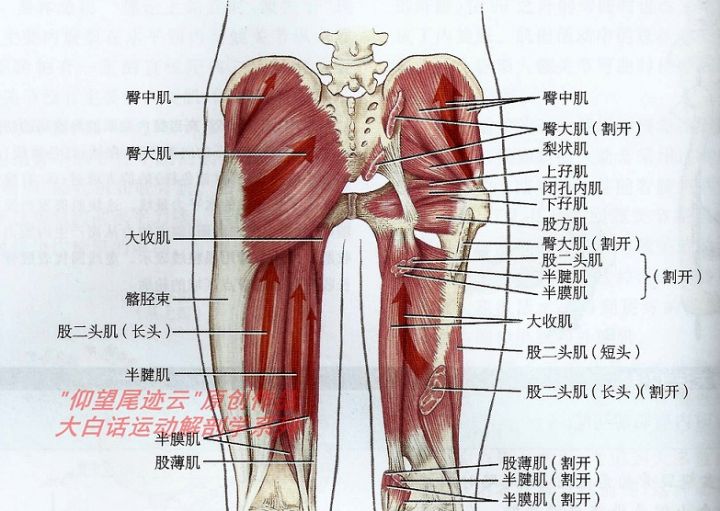 臀中肌
臀大肌
大收肌
髂胫束
股二头肌(长头)
半腱肌
半膜肌
股薄肌
臀中肌
臀大肌(割开)
梨状肌
上孖肌
闭孔内肌
下孖肌
股方肌
臀大肌(割开)
股二头肌
半腱肌
半膜肌
(割开)
大收肌
股二头肌(短头)
股二头肌(长头)(割开)
股薄肌(割开)
半腱肌(割开)
半膜肌(割开)
"仰望尾迹云"原创
大白话运动解剖学系